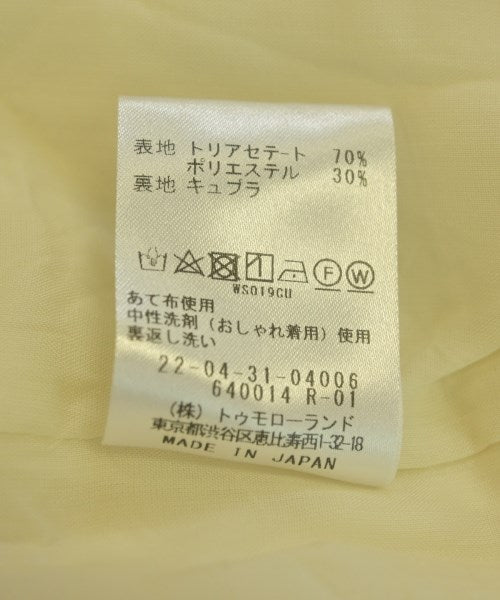 表地 トリアセテ-ト 70%
ポリエステル 30%
裏地 キュプラ
F W
WS019CU
あて布使用
中性洗剤（おしゃれ着用）使用
裏返し洗い
22-04-31-04006
640014 R-01
（株）トゥモローランド
東京都渋谷区恵比寿西1-32-18
MADE IN JAPAN